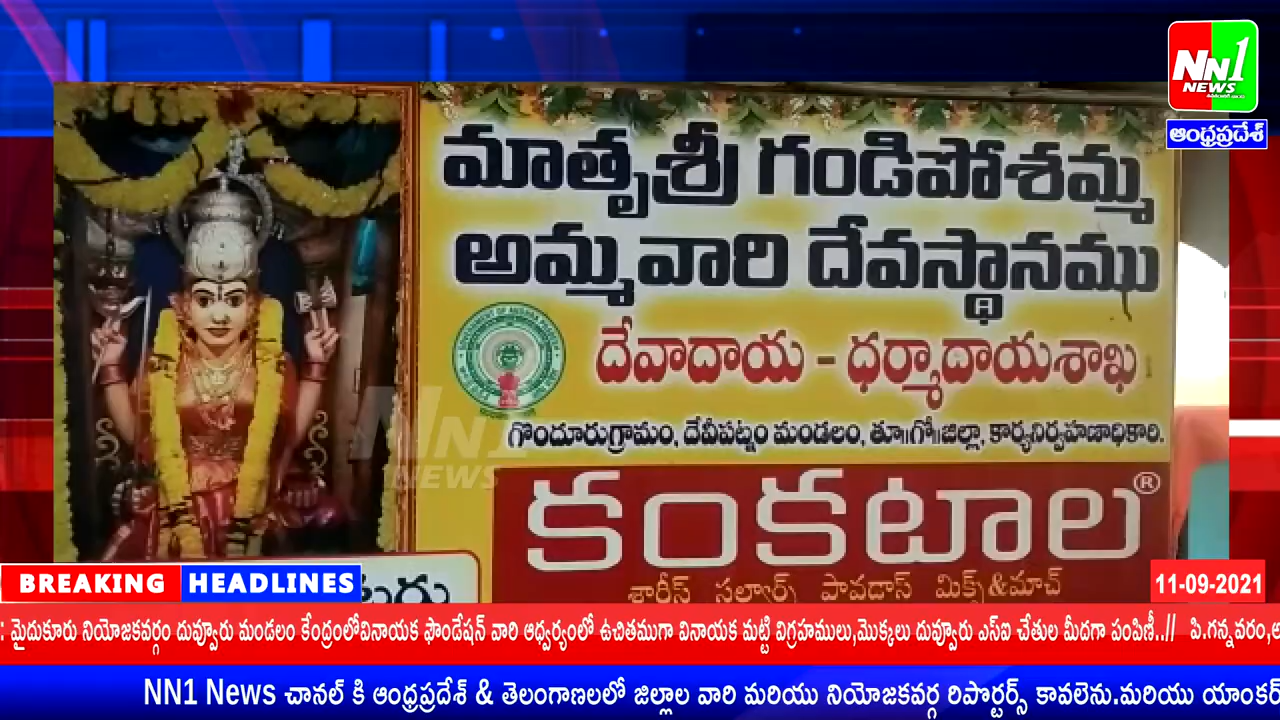 NN1
NEWS
ఆంధ్రప్రదేశ్
మాతృశ్రీ గండిపోశమ్మ
అమ్మవారి దేవస్థానము
దేవాదాయ - ధర్మాదాయశాఖ
గొందూరుగ్రామం, దేవీపట్నం మండలం, తూ॥గో॥జిల్లా, కార్యనిర్వహణాధికారి.
NN1
NEWS
కంకటాల®
శారీస్ సల్వార్స్ పావడాస్ మిక్స్&మాచ్
BREAKING HEADLINES
11-09-2021
: మైదుకూరు నియోజకవర్గం దువ్వూరు మండలం కేంద్రంలోవినాయక ఫౌండేషన్ వారి ఆధ్వర్యంలో ఉచితముగా వినాయక మట్టి విగ్రహములు,మొక్కలు దువ్వూరు ఎస్ఐ చేతుల మీదగా పంపిణీ..// పి.గన్నవరం,
NN1 News చానల్ కి ఆంధ్రప్రదేశ్ & తెలంగాణలలో జిల్లాల వారి మరియు నియోజకవర్గ రిపొర్టర్స్ కావలెను.మరియు యాంకర్